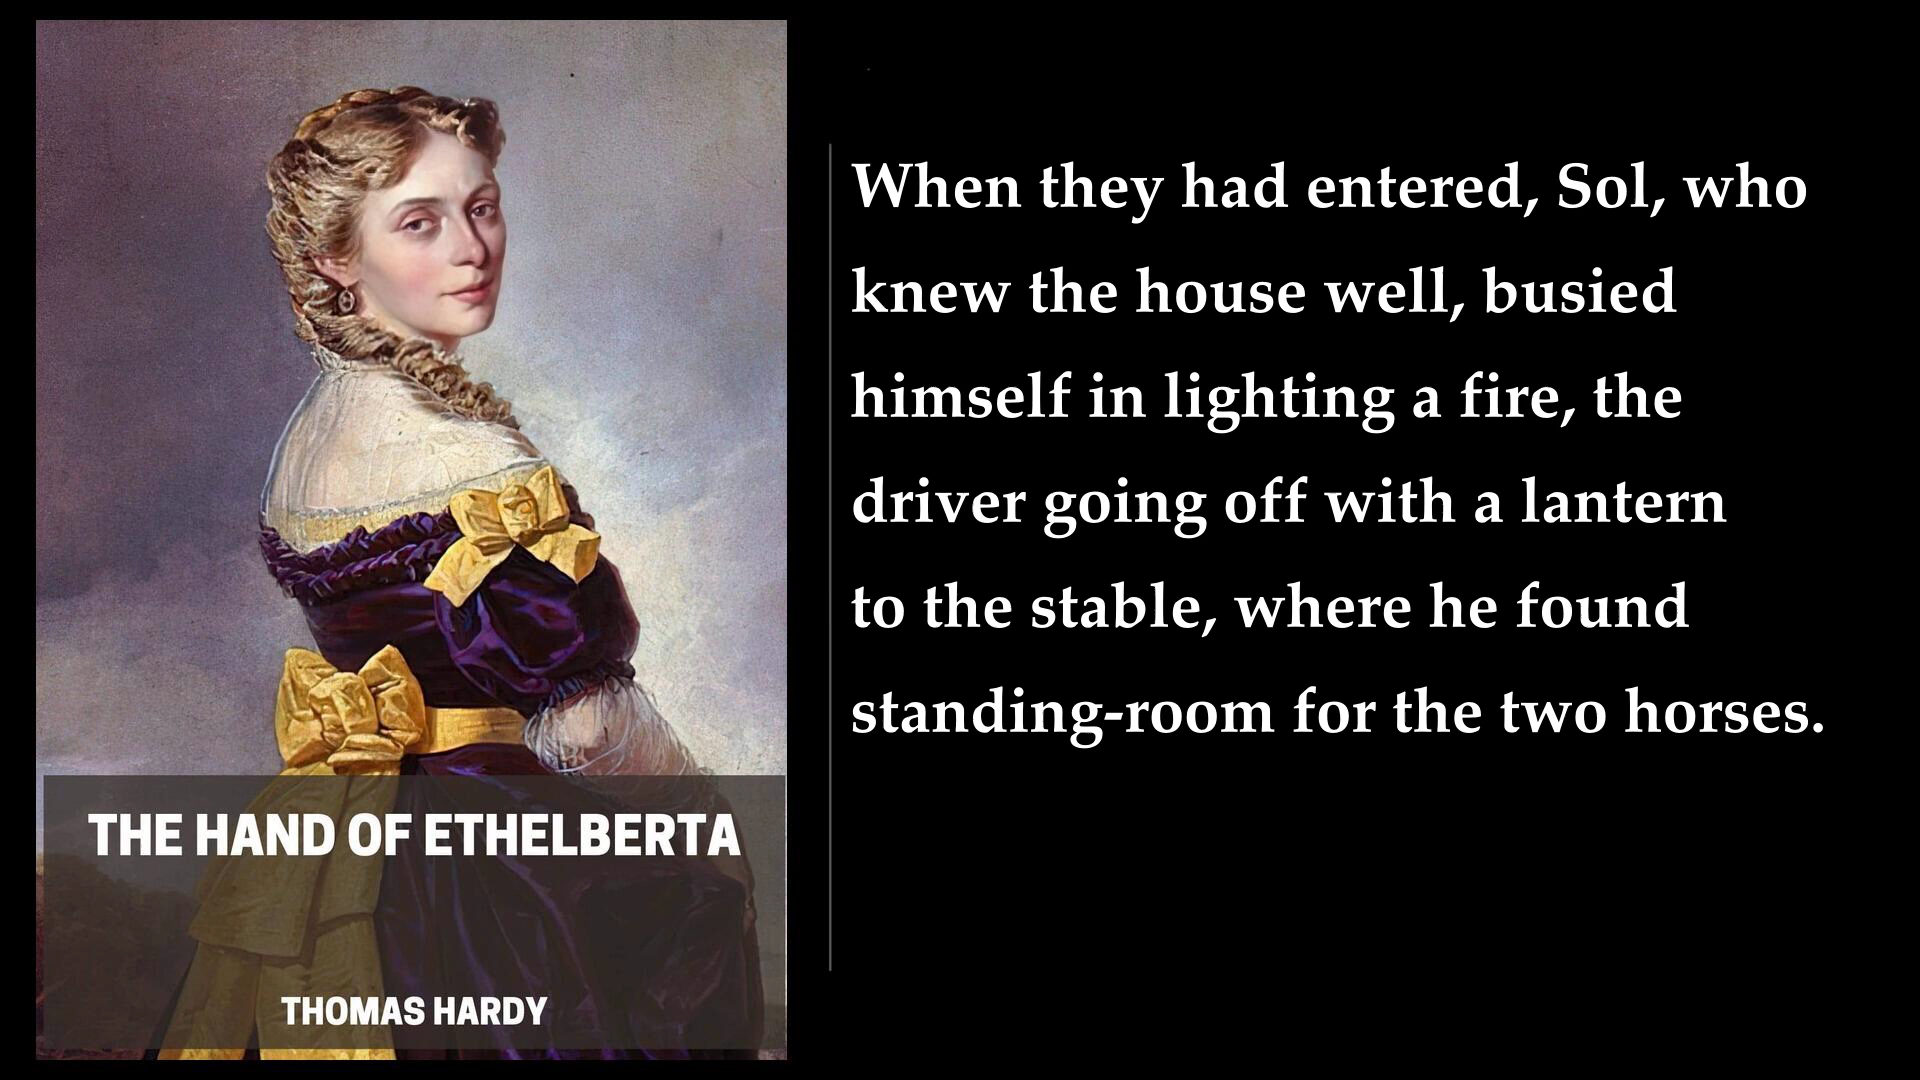 THE HAND OF ETHELBERTA
THOMAS HARDY
When they had entered, Sol, who
knew the house well, busied
himself in lighting a fire, the
driver going off with a lantern
to the stable, where he found
standing-room for the two horses.